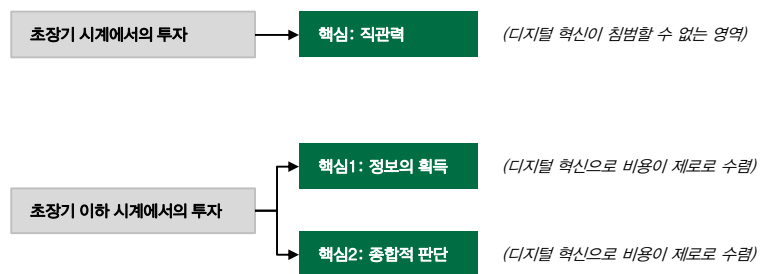 초장기 시계에서의 투자
핵심: 직관력
(디지털 혁신이 침범할 수 없는 영역)
핵심1: 정보의 획득
(디지털 혁신으로 비용이 제로로 수렴)
초장기 이하 시계에서의 투자
핵심2: 종합적 판단
(디지털 혁신으로 비용이 제로로 수렴)